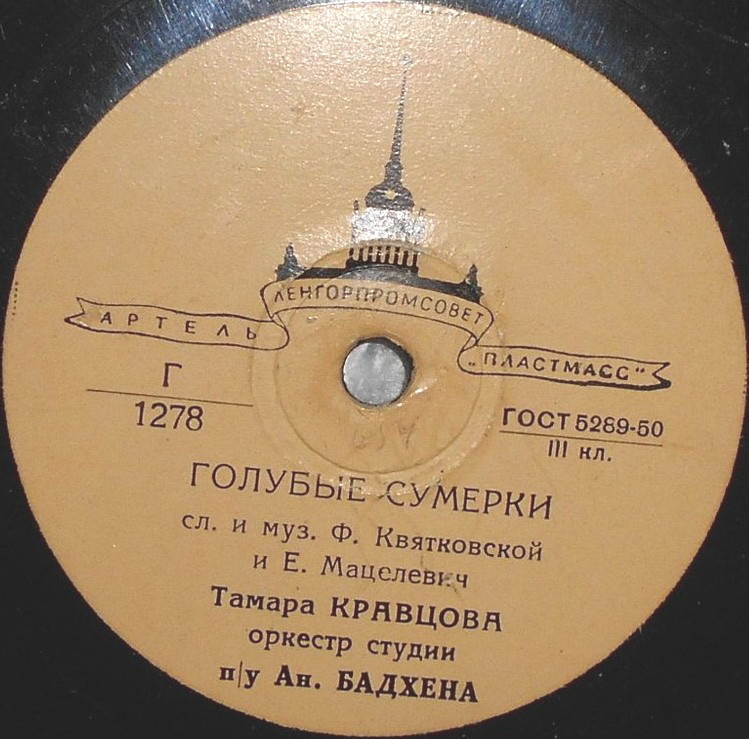 АРТЕЛЬ
ЛЕНГОРПРОМСОВЕТ
„ПЛАСТМАСС“
Г
1278
ГОСТ 5289-50
III кл.
ГОЛУБЫЕ СУМЕРКИ
сл. и муз. Ф. Квятковской
и Е. Мацелевич
Тамара КРАВЦОВА
оркестр студии
п/у Ан. БАДХЕНА